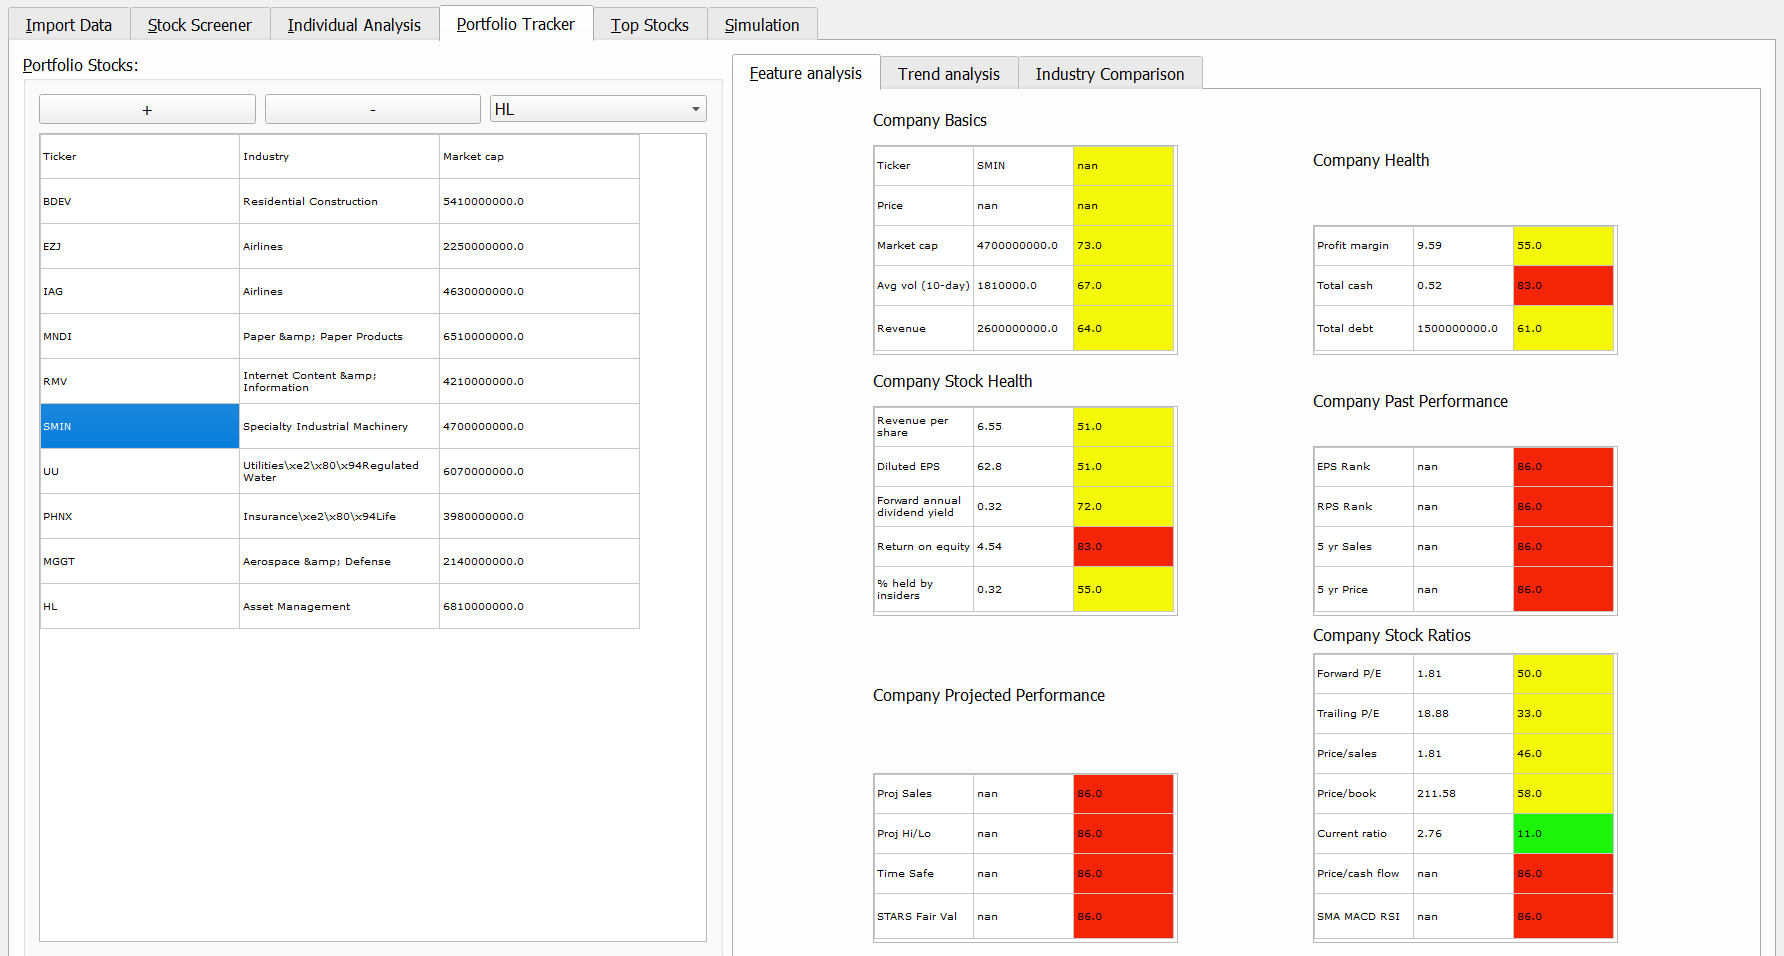 Import Data
Stock Screener
Individual Analysis
Portfolio Tracker
Top Stocks
Simulation
Portfolio Stocks:
+
-
HL
Ticker Industry Market cap
BDEV Residential Construction 5410000000.0
EZJ Airlines 2250000000.0
IAG Airlines 4630000000.0
MNDI Paper &amp; Paper Products 6510000000.0
RMV Internet Content &amp; Information 4210000000.0
SMIN Specialty Industrial Machinery 4700000000.0
UU Utilities\xe2\x80\x94Regulated Water 6070000000.0
PHNX Insurance\xe2\x80\x94Life 3980000000.0
MGGT Aerospace &amp; Defense 2140000000.0
HL Asset Management 6810000000.0
Feature analysis
Trend analysis
Industry Comparison
Company Basics
Ticker SMIN nan
Price nan nan
Market cap 4700000000.0 73.0
Avg vol (10-day) 1810000.0 67.0
Revenue 2600000000.0 64.0
Company Health
Profit margin 9.59 55.0
Total cash 0.52 83.0
Total debt 1500000000.0 61.0
Company Stock Health
Revenue per share 6.55 51.0
Diluted EPS 62.8 51.0
Forward annual dividend yield 0.32 72.0
Return on equity 4.54 83.0
% held by insiders 0.32 55.0
Company Past Performance
EPS Rank nan 86.0
RPS Rank nan 86.0
5 yr Sales nan 86.0
5 yr Price nan 86.0
Company Projected Performance
Proj Sales nan 86.0
Proj Hi/Lo nan 86.0
Time Safe nan 86.0
STARS Fair Val nan 86.0
Company Stock Ratios
Forward P/E 1.81 50.0
Trailing P/E 18.88 33.0
Price/sales 1.81 46.0
Price/book 211.58 58.0
Current ratio 2.76 11.0
Price/cash flow nan 86.0
SMA MACD RSI nan 86.0